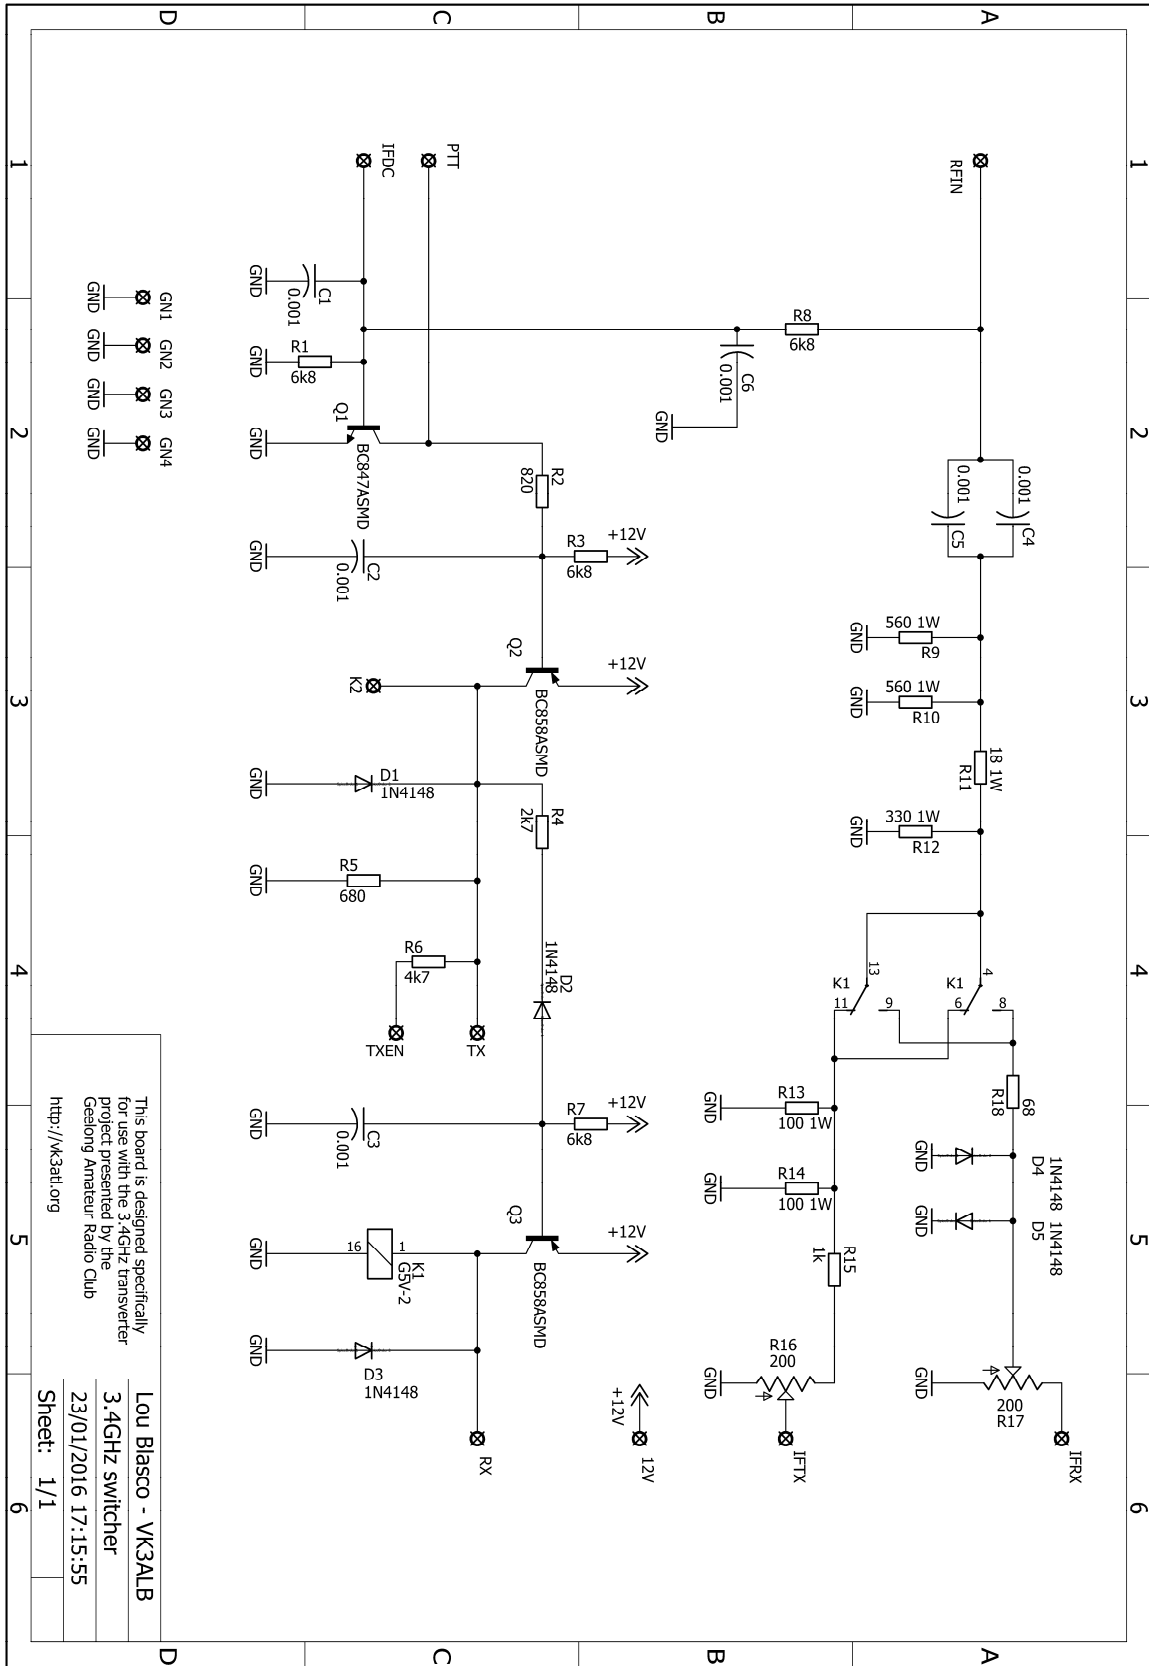 A
B
C
D
1
2
3
4
5
6
A
B
C
D
1
2
3
4
5
6
RFIN
C4
0.001
C5
0.001
560 1W
R9
GND
560 1W
R10
GND
18 1W
R11
330 1W
R12
GND
K1
4
6
8
K1
13
11
9
68
R18
1N4148
D4
GND
1N4148
D5
GND
200
R17
GND
IFRX
R8
6k8
C6
0.001
GND
R13
100 1W
GND
R14
100 1W
GND
R15
1k
R16
200
GND
IFTX
PTT
IFDC
C1
0.001
GND
R1
6k8
GND
Q1
BC847ASMD
GND
R2
820
R3
6k8
+12V
C2
0.001
GND
Q2
BC858ASMD
+12V
K2
D1
1N4148
GND
R4
2k7
R5
680
GND
R6
4k7
TXEN
TX
D2
1N4148
R7
6k8
+12V
C3
0.001
GND
Q3
BC858ASMD
+12V
K1
G5V-2
1
16
GND
D3
1N4148
GND
RX
+12V
12V
GN1
GND
GN2
GND
GN3
GND
GN4
GND
This board is designed specifically
for use with the 3.4GHz transverter
project presented by the
Geelong Amateur Radio Club
http://vk3atl.org
Lou Blasco - VK3ALB
3.4GHz switcher
23/01/2016 17:15:55
Sheet: 1/1